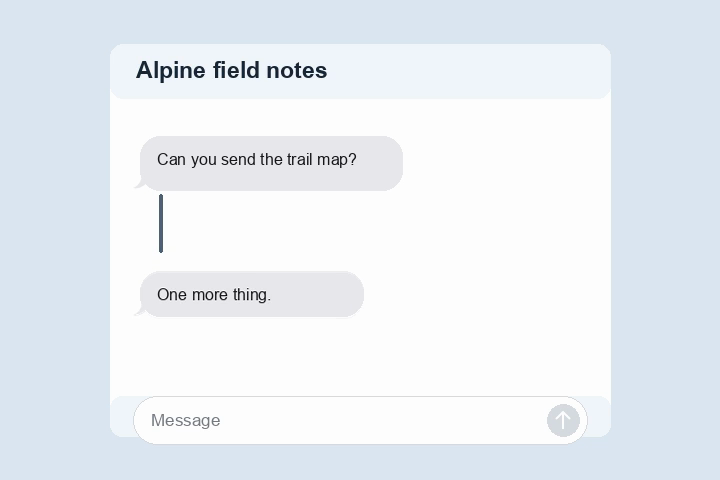 Alpine field notes
Can you send the trail map?
One more thing.
Message